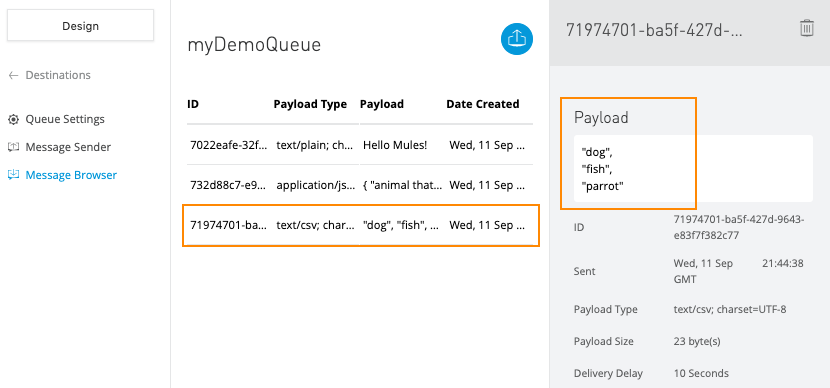 Design
Destinations
Queue Settings
Message Sender
Message Browser
myDemoQueue
ID Payload Type Payload Date Created
7022eafe-32f... text/plain; ch... Hello Mules! Wed, 11 Sep ...
732d88c7-e9... application/js... { "animal that... Wed, 11 Sep ...
71974701-ba... text/csv; char... "dog", "fish", ... Wed, 11 Sep ...
71974701-ba5f-427d-...
Payload
"dog",
"fish",
"parrot"
ID 71974701-ba5f-427d-9643-
e83f7f382c77
Sent Wed, 11 Sep 21:44:38
GMT
Payload Type text/csv; charset=UTF-8
Payload Size 23 byte(s)
Delivery Delay 10 Seconds